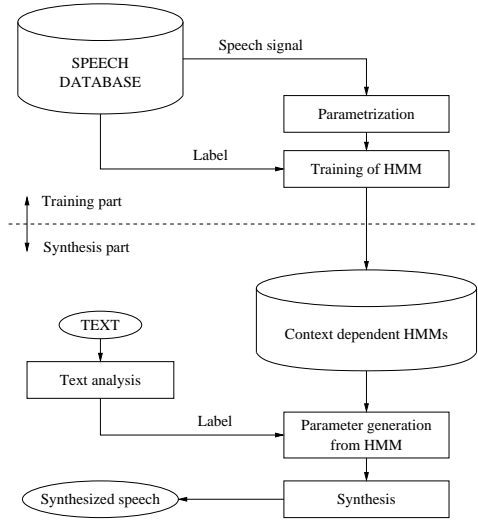 Speech signal
SPEECH
DATABASE
Parametrization
Label
Training of HMM
Training part
Synthesis part
TEXT
Context dependent HMMs
Text analysis
Label
Parameter generation
from HMM
Synthesized speech
Synthesis